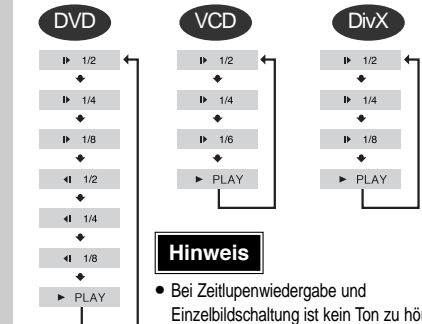 DVD
1/2
1/4
1/8
1/2
1/4
1/8
PLAY
VCD
1/2
1/4
1/6
PLAY
DivX
1/2
1/4
1/8
PLAY
Hinweis
• Bei Zeitlupenwiedergabe und
Einzelbildschaltung ist kein Ton zu